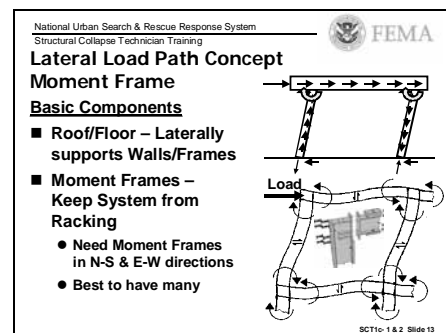 National Urban Search & Rescue Response System
Structural Collapse Technician Training
FEMA
Lateral Load Path Concept
Moment Frame
Basic Components
■ Roof/Floor – Laterally
supports Walls/Frames
■ Moment Frames –
Keep System from
Racking
● Need Moment Frames
in N-S & E-W directions
● Best to have many
Load
SCT1c- 1 & 2 Slide 13